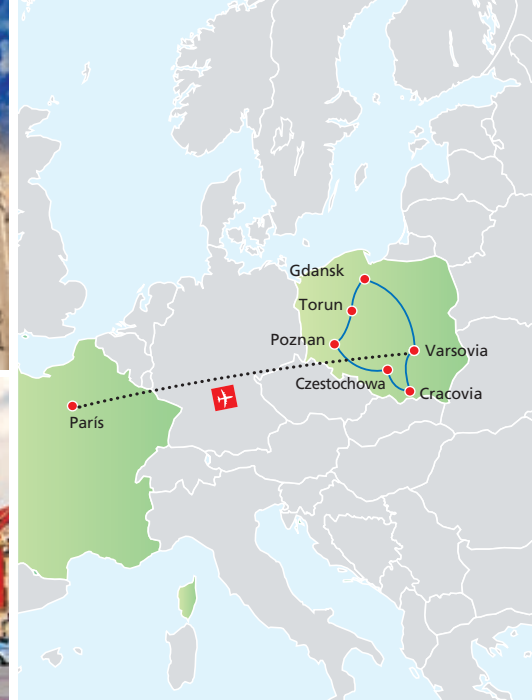 Gdansk
Torun
Poznan
Varsovia
Czestochowa
Cracovia
París